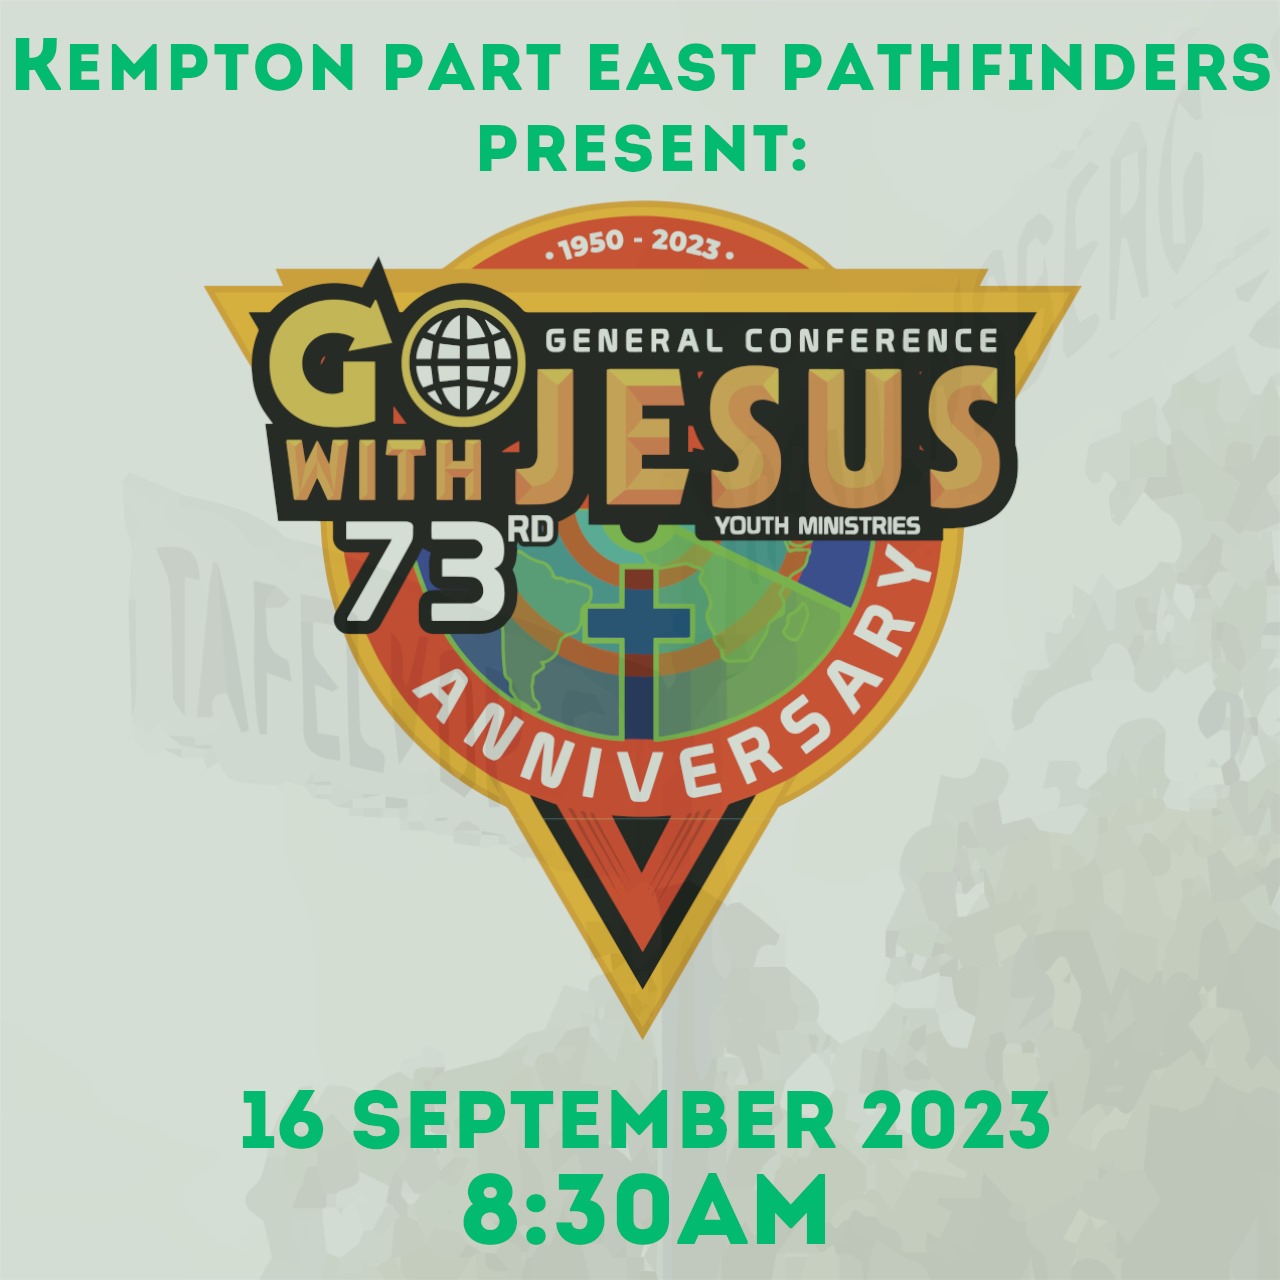 KEMPTON PART EAST PATHFINDERS
PRESENT:
• 1950 - 2023 •
GENERAL CONFERENCE
GO
JESUS
WITH
YOUTH MINISTRIES
73RD
ANNIVERSARY
TAFELKOP
16 SEPTEMBER 2023
8:30AM